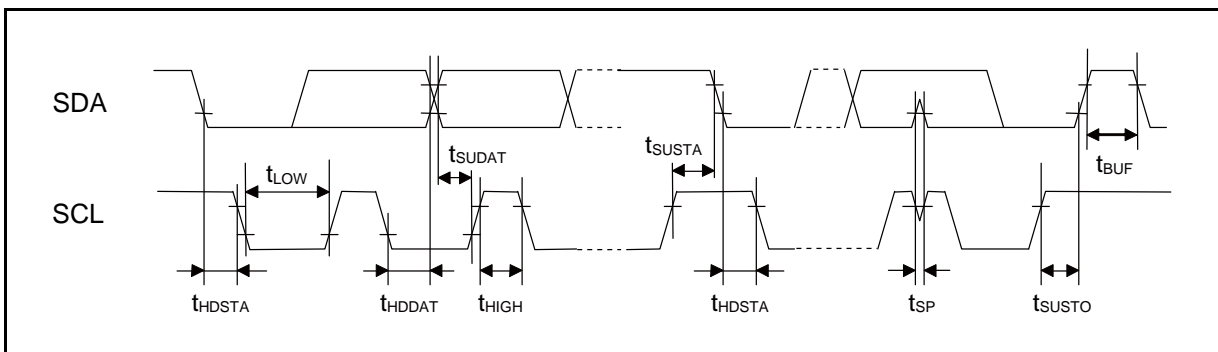 SDA
tSUDAT
tSUSTA
tBUF
tLOW
SCL
tHDSTA
tHDDAT
tHIGH
tHDSTA
tSP
tSUSTO